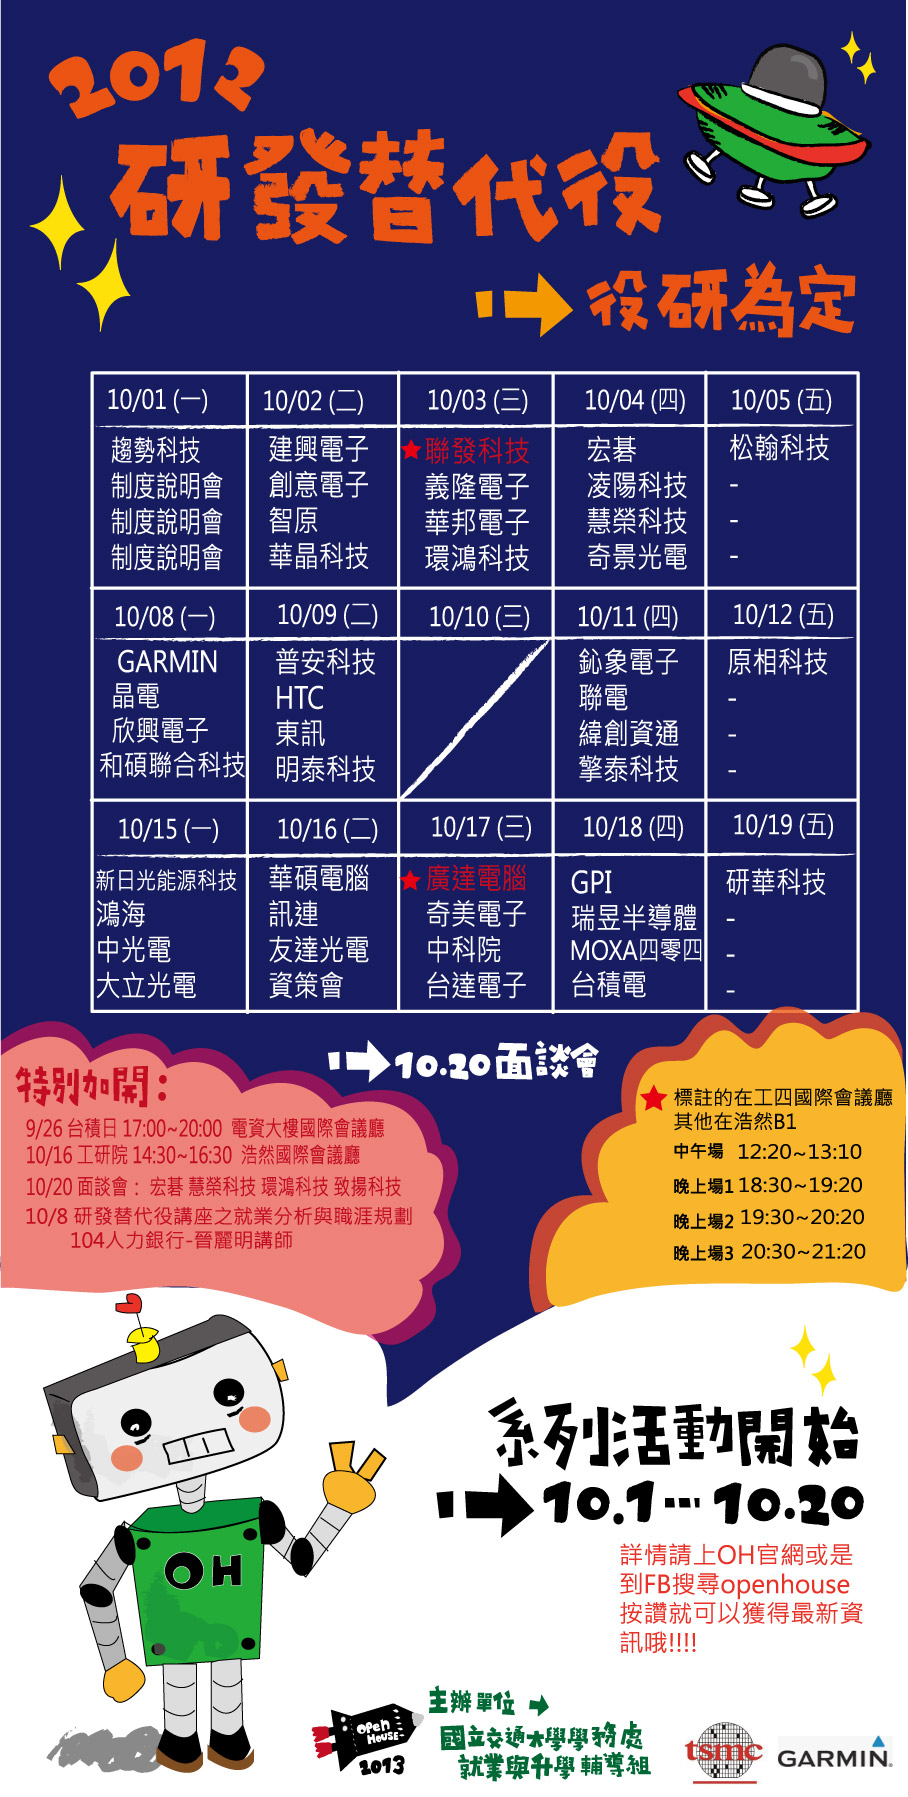 2012
研發替代役
役研為定
10/01 (一)
10/02 (二)
10/03 (三)
10/04 (四)
10/05 (五)
趨勢科技
制度說明會
制度說明會
制度說明會
建興電子
創意電子
智原
華晶科技
聯發科技
義隆電子
華邦電子
環鴻科技
宏碁
凌陽科技
慧榮科技
奇景光電
松翰科技
-
-
-
10/08 (一)
10/09 (二)
10/10 (三)
10/11 (四)
10/12 (五)
GARMIN
晶電
欣興電子
和碩聯合科技
普安科技
HTC
東訊
明泰科技
鈊象電子
聯電
緯創資通
擎泰科技
原相科技
-
-
-
10/15 (一)
10/16 (二)
10/17 (三)
10/18 (四)
10/19 (五)
新日光能源科技
鴻海
中光電
大立光電
華碩電腦
訊連
友達光電
資策會
廣達電腦
奇美電子
中科院
台達電子
GPI
瑞昱半導體
MOXA四零四
台積電
研華科技
-
-
-
10.20面談會
特別加開：
9/26 台積日 17:00~20:00 電資大樓國際會議廳
10/16 工研院 14:30~16:30 浩然國際會議廳
10/20 面談會： 宏碁 慧榮科技 環鴻科技 致揚科技
10/8 研發替代役講座之就業分析與職涯規劃
104人力銀行-晉麗明講師
標註的在工四國際會議廳
其他在浩然B1
中午場 12:20~13:10
晚上場1 18:30~19:20
晚上場2 19:30~20:20
晚上場3 20:30~21:20
系列活動開始
10.1…10.20
詳情請上OH官網或是
到FB搜尋openhouse
按讚就可以獲得最新資
訊哦!!!!
OH
open
HOUSE
2013
主辦單位
國立交通大學學務處
就業與升學輔導組
tsmc
GARMIN.